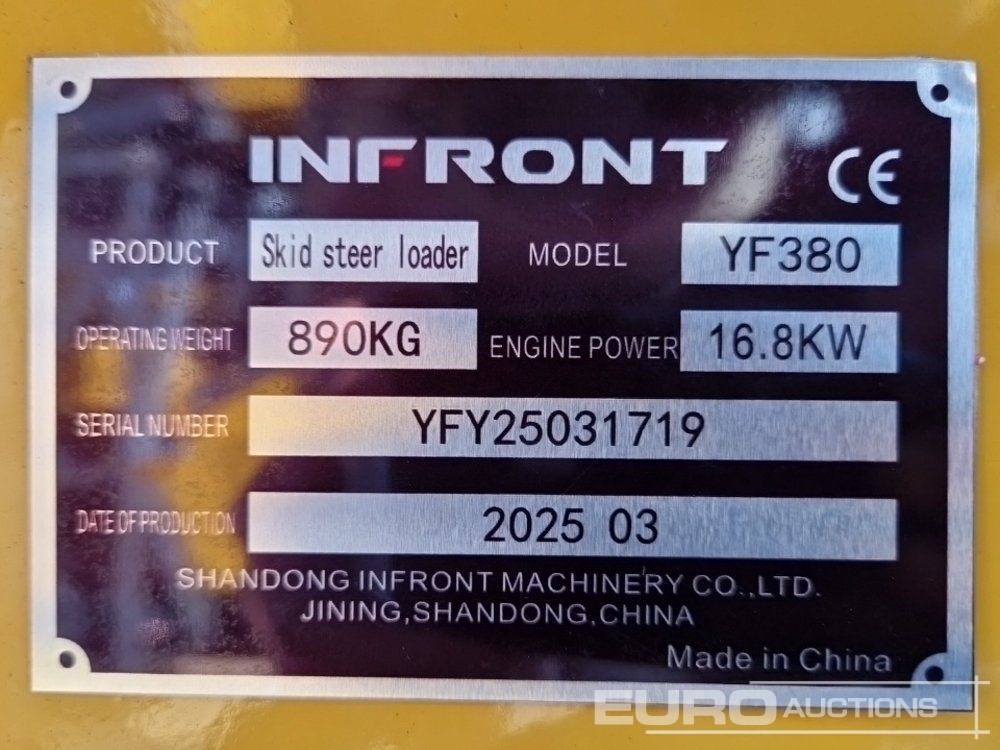 INFRONT CE
PRODUCT Skid steer loader MODEL YF380
OPERATING WEIGHT 890KG ENGINE POWER 16.8KW
SERIAL NUMBER YFY25031719
DATE OF PRODUCTION 2025 03
SHANDONG INFRONT MACHINERY CO.,LTD.
JINING,SHANDONG,CHINA
Made in China
EURO AUCTIONS